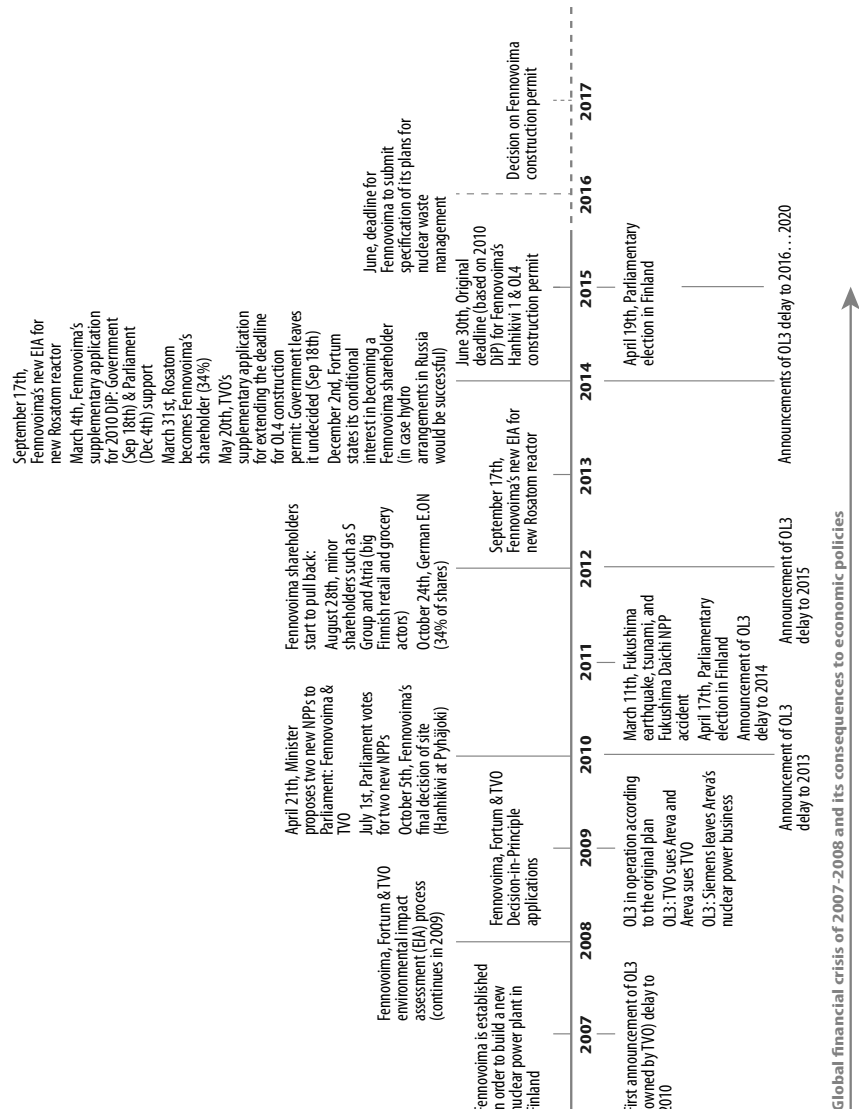 Fennovoima, Fortum & TVO
environmental impact
assessment (EIA) process
(continues in 2009)
April 21th, Minister
proposes two new NPPs to
Parliament: Fennovoima &
TVO
July 1st, Parliament votes
for two new NPPs
October 5th, Fennovoima's
final decision of site
(Hanhikivi at Pyhäjoki)
Fennovoima shareholders
start to pull back:
August 28th, minor
shareholders such as S
Group and Atria (big
Finnish retail and grocery
actors)
October 24th, German E.ON
(34% of shares)
September 17th,
Fennovoima's new EIA for
new Rosatom reactor
March 4th, Fennovoima's
supplementary application
for 2010 DiP: Government
(Sep 18th) & Parliament
(Dec 4th) support
March 31st, Rosatom
becomes Fennovoima's
shareholder (34%)
May 20th, TVO's
supplementary application
for extending the deadline
for OL4 construction
permit: Government leaves
it undecided (Sep 18th)
December 2nd, Fortum
states its conditional
interest in becoming a
Fennovoima shareholder
(in case hydro
arrangements in Russia
would be successful)
June, deadline for
Fennovoima to submit
specification of its plans for
nuclear waste
management
Fennovoima is established
in order to build a new
nuclear power plant in
Finland
Fennovoima, Fortum & TVO
Decision-in-Principle
applications
September 17th,
Fennovoima's new EIA for
new Rosatom reactor
June 30th, Original
deadline (based on 2010
DiP) for Fennovoima's
Hanhikivi 1 & OL4
construction permit
Decision on Fennovoima
construction permit
2007 2008 2009 2010 2011 2012 2013 2014 2015 2016 2017
First announcement of OL3
(owned by TVO) delay to
2010
OL3 in operation according
to the original plan
OL3: TVO sues Areva and
Areva sues TVO
OL3: Siemens leaves Areva's
nuclear power business
March 11th, Fukushima
earthquake, tsunami, and
Fukushima Daichi NPP
accident
April 17th, Parliamentary
election in Finland
Announcement of OL3
delay to 2014
April 19th, Parliamentary
election in Finland
Announcement of OL3
delay to 2013
Announcement of OL3
delay to 2015
Announcements of OL3 delay to 2016...2020
Global financial crisis of 2007-2008 and its consequences to economic policies